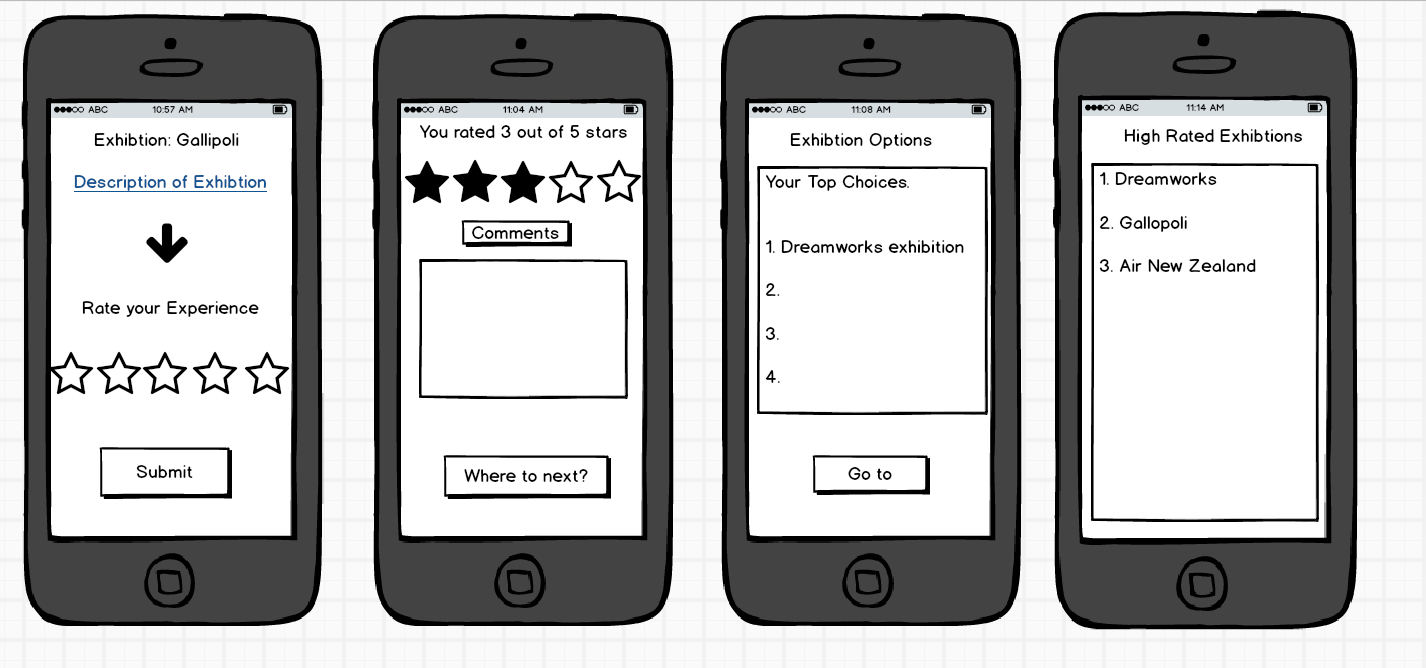 ABC 10:57 AM
Exhibtion: Gallipoli
Description of Exhibtion
Rate your Experience
Submit
ABC 11:04 AM
You rated 3 out of 5 stars
Comments
Where to next?
ABC 11:08 AM
Exhibtion Options
Your Top Choices.
1. Dreamworks exhibition
2.
3.
4.
Go to
ABC 11:14 AM
High Rated Exhibtions
1. Dreamworks
2. Gallopoli
3. Air New Zealand